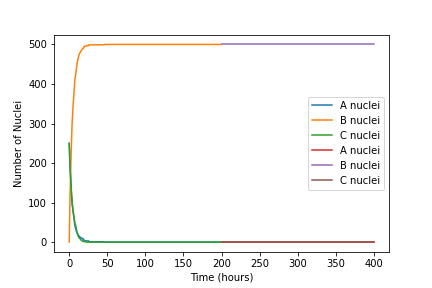 500
400
300
200
100
0
Number of Nuclei
A nuclei
B nuclei
C nuclei
A nuclei
B nuclei
C nuclei
0 50 100 150 200 250 300 350 400
Time (hours)